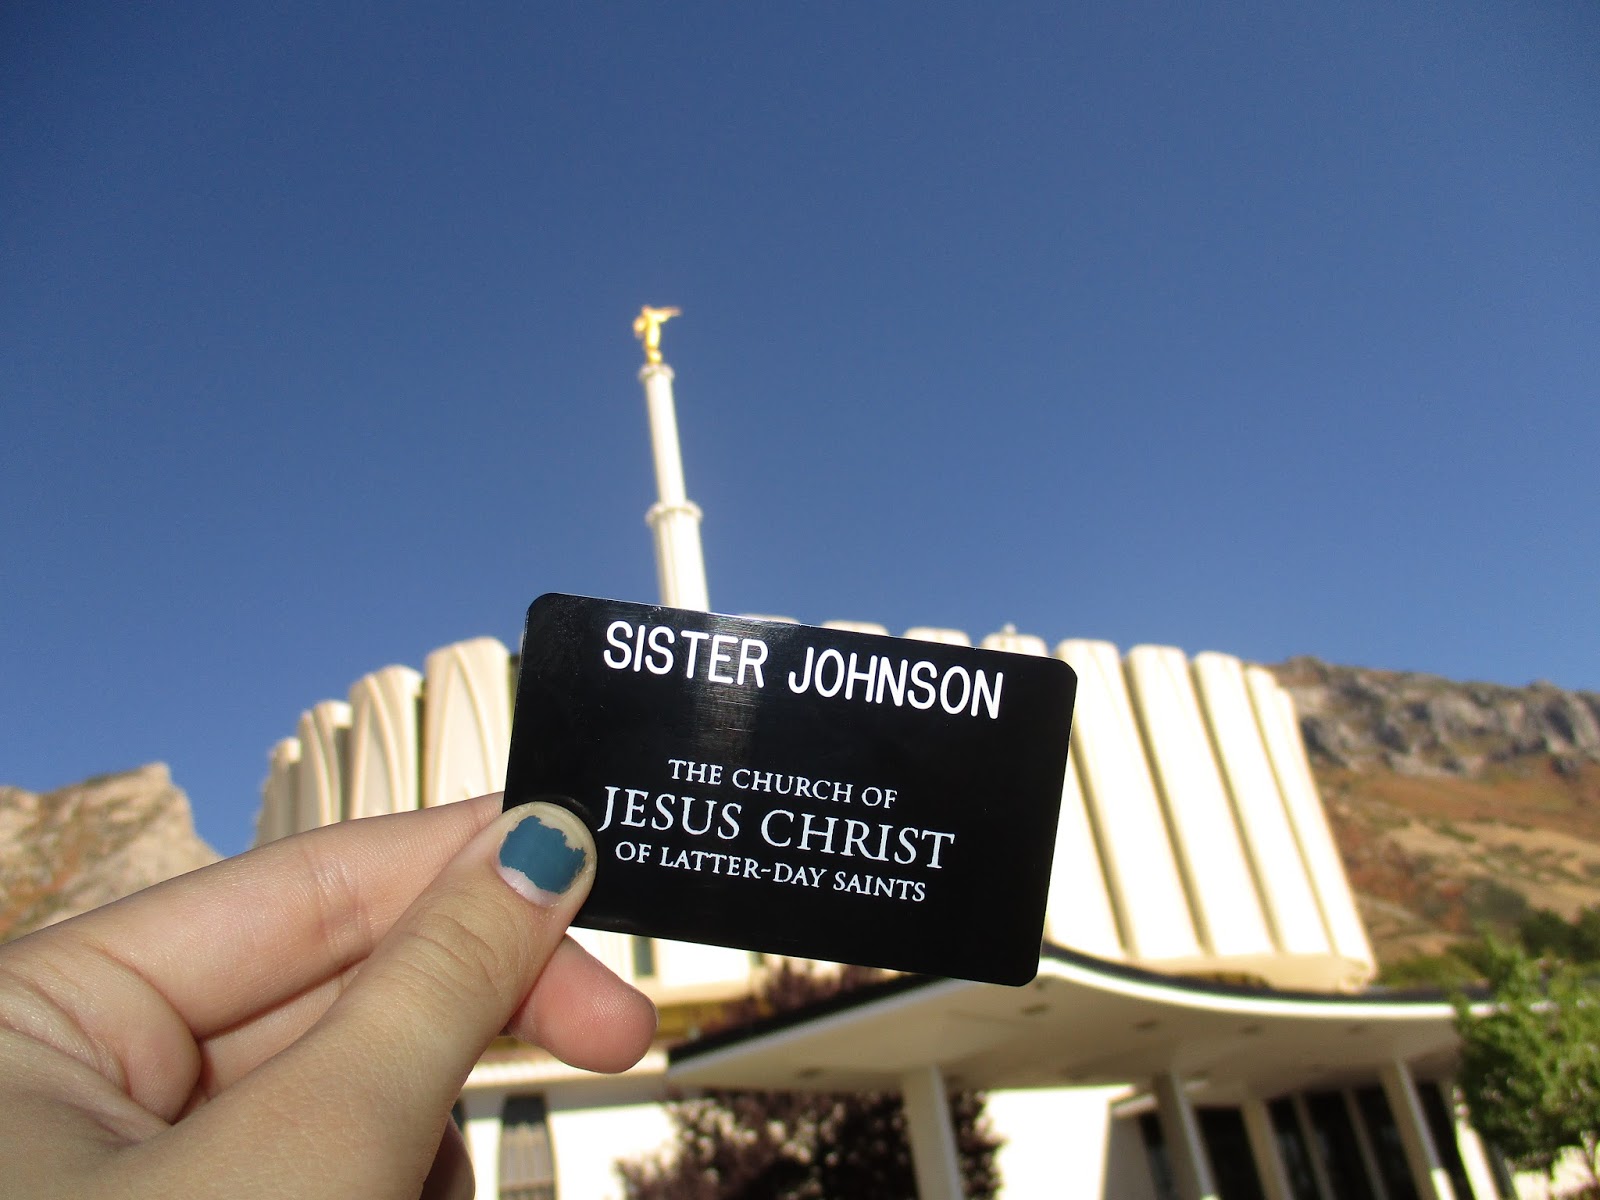 SISTER JOHNSON
THE CHURCH OF
JESUS CHRIST
OF LATTER-DAY SAINTS